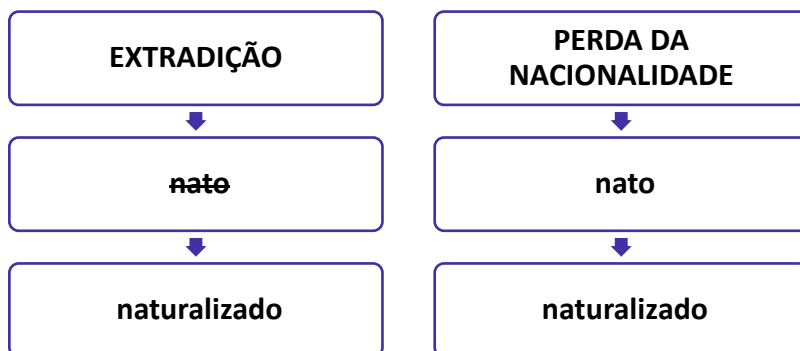 EXTRADIÇÃO
nato
naturalizado
PERDA DA
NACIONALIDADE
nato
naturalizado